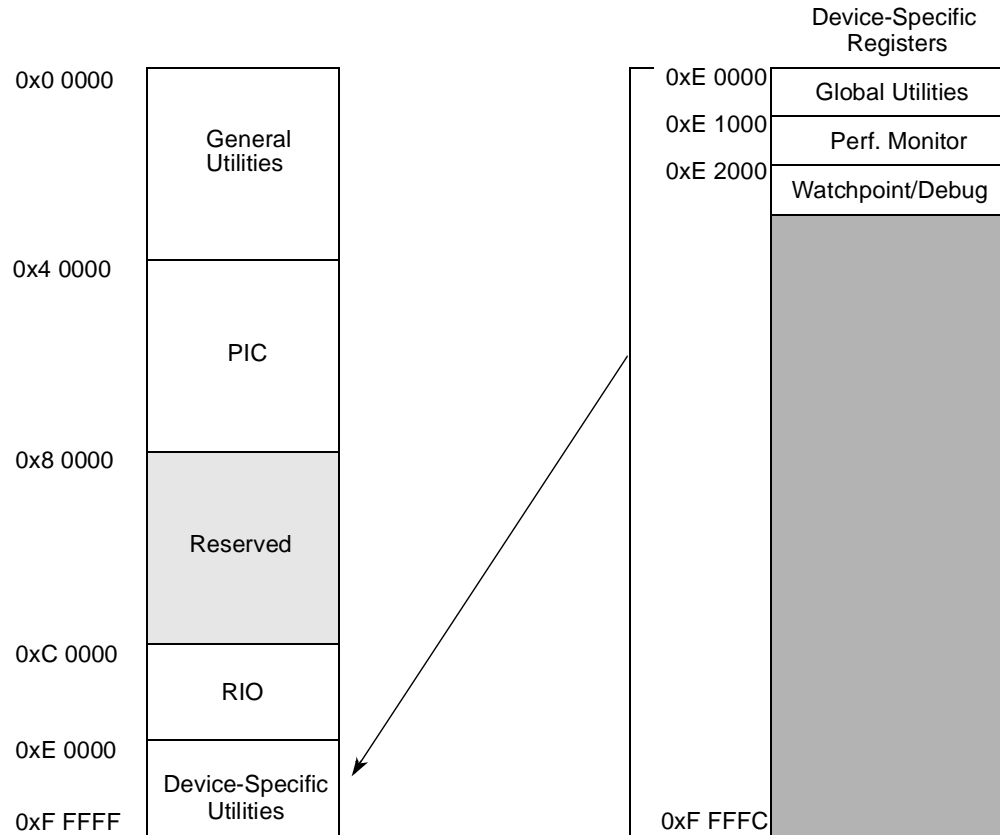 Device-Specific
Registers
0x0 0000
General
Utilities
0x4 0000
PIC
0x8 0000
Reserved
0xC 0000
RIO
0xE 0000
Device-Specific
Utilities
0xF FFFF
0xE 0000
Global Utilities
0xE 1000
Perf. Monitor
0xE 2000
Watchpoint/Debug
0xF FFFC